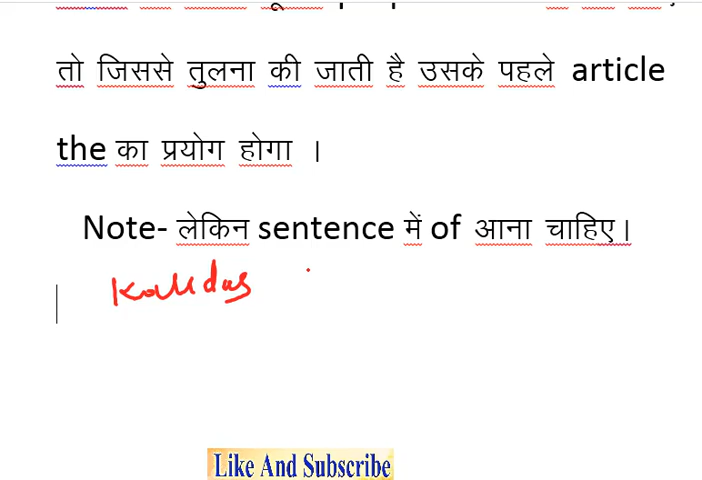 तो जिससे तुलना की जाती है उसके पहले article
the का प्रयोग होगा ।
Note- लेकिन sentence में of आना चाहिए।
Kalidas
Like And Subscribe